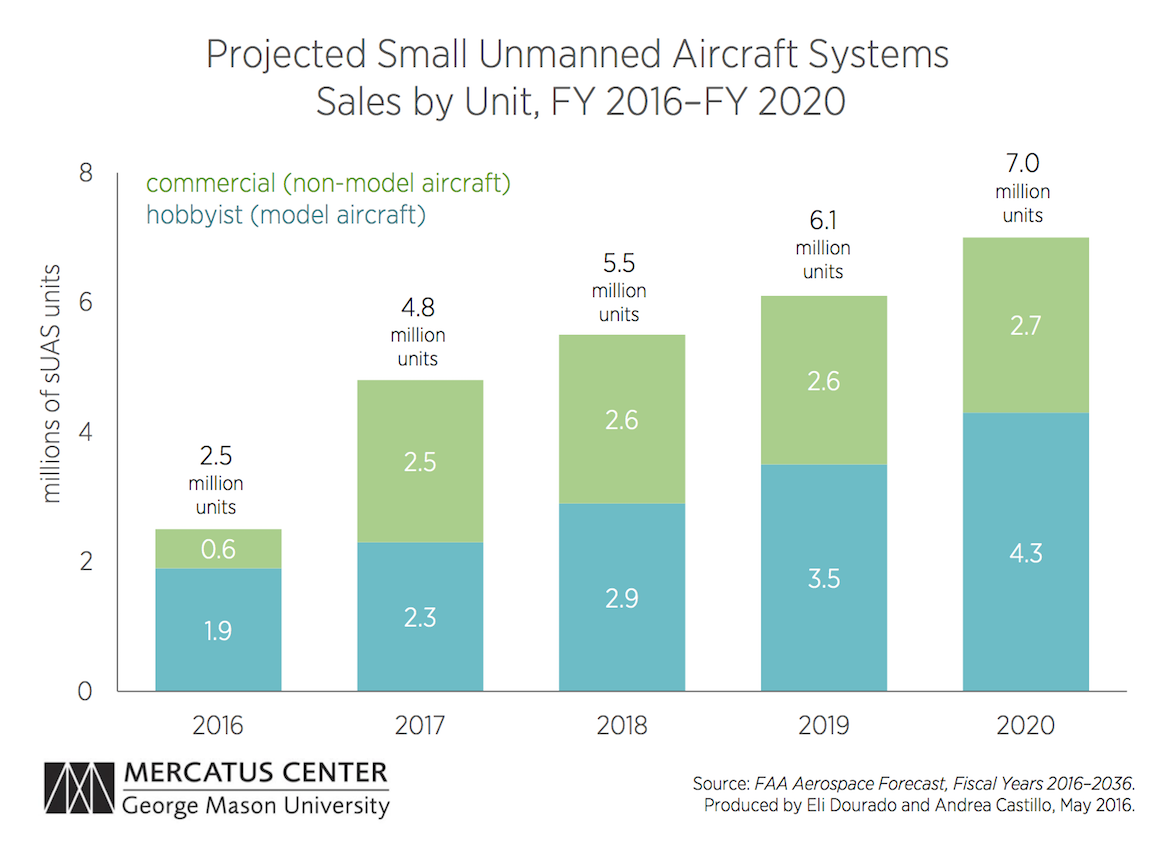 Projected Small Unmanned Aircraft Systems
Sales by Unit, FY 2016–FY 2020
commercial (non-model aircraft)
hobbyist (model aircraft)
millions of sUAS units
8
6
4
2
0
2.5
million
units
0.6
1.9
4.8
million
units
2.5
2.3
5.5
million
units
2.6
2.9
6.1
million
units
2.6
3.5
7.0
million
units
2.7
4.3
2016
2017
2018
2019
2020
MERCATUS CENTER
George Mason University
Source: FAA Aerospace Forecast, Fiscal Years 2016–2036.
Produced by Eli Dourado and Andrea Castillo, May 2016.